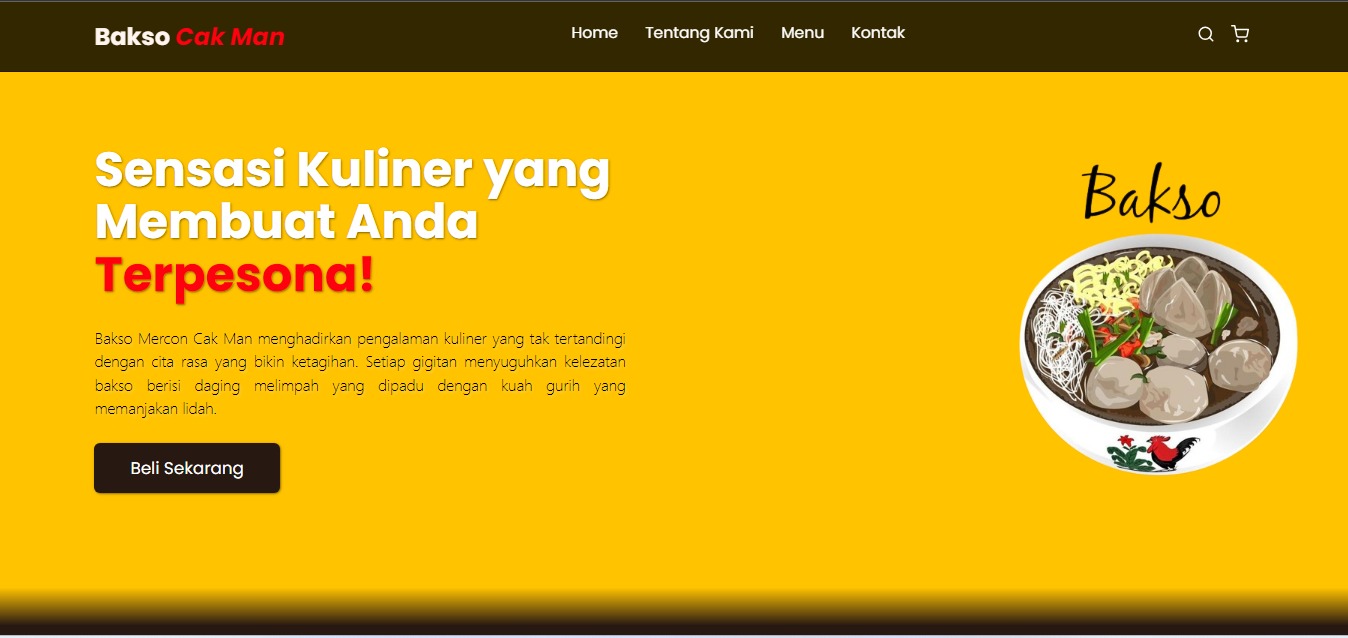 Bakso Cak Man
Home Tentang Kami Menu Kontak
Sensasi Kuliner yang
Membuat Anda
Terpesona!
Bakso Mercon Cak Man menghadirkan pengalaman kuliner yang tak tertandingi
dengan cita rasa yang bikin ketagihan. Setiap gigitan menyuguhkan kelezatan
bakso berisi daging melimpah yang dipadu dengan kuah gurih yang
memanjakan lidah.
Beli Sekarang
Bakso